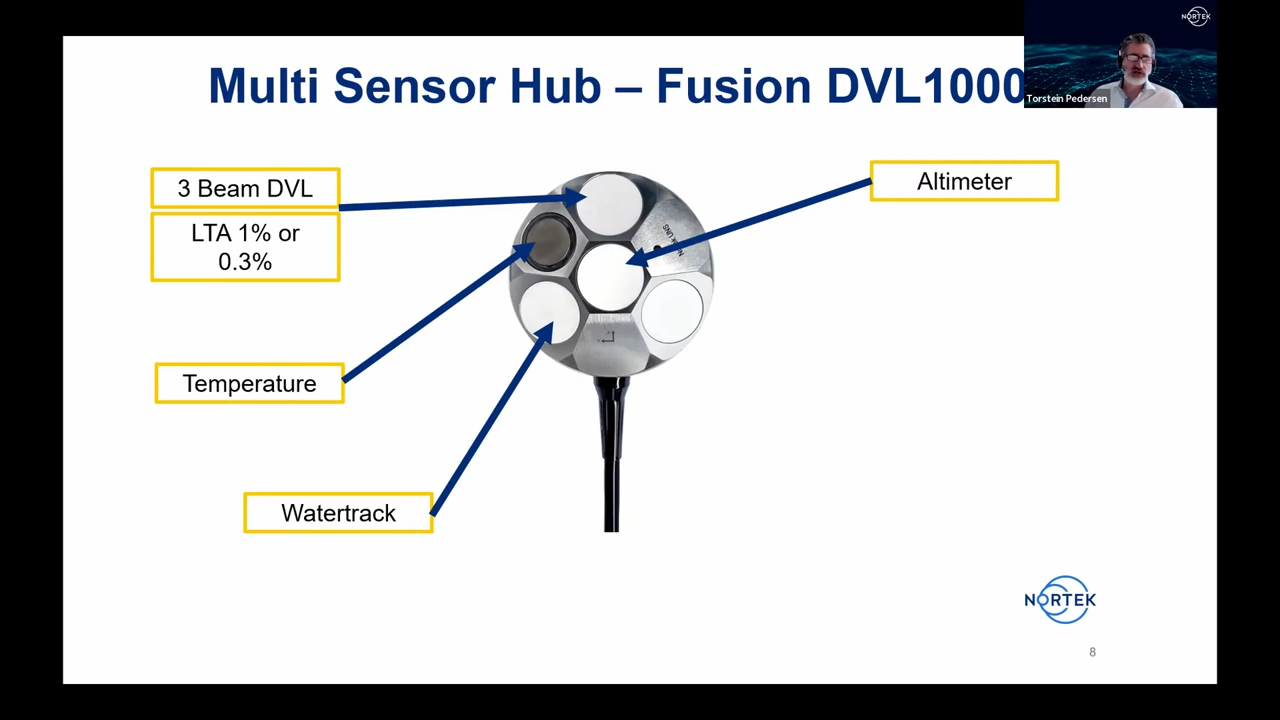 NORTEK
Multi Sensor Hub – Fusion DVL1000
Torstein Pedersen
3 Beam DVL
LTA 1% or
0.3%
Altimeter
Temperature
Watertrack
NORTEK
8